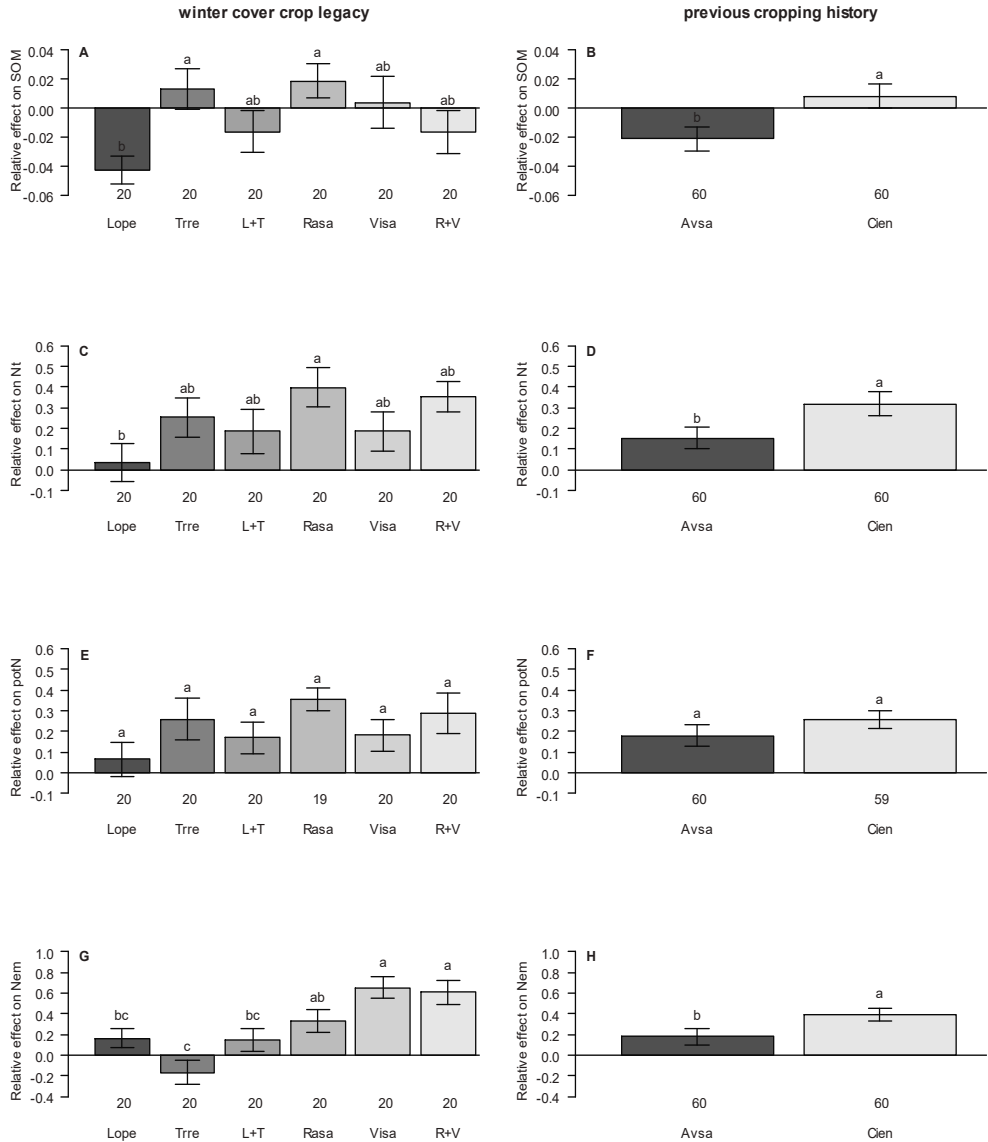 winter cover crop legacy
previous cropping history
A
Relative effect on SOM
0.04
0.02
0.00
-0.02
-0.04
-0.06
b a ab a ab ab
20 20 20 20 20 20
Lope Trre L+T Rasa Visa R+V
B
Relative effect on SOM
0.04
0.02
0.00
-0.02
-0.04
-0.06
b a
60 60
Avsa Cien
C
Relative effect on Nt
0.6
0.5
0.4
0.3
0.2
0.1
0.0
-0.1
b ab ab a ab ab
20 20 20 20 20 20
Lope Trre L+T Rasa Visa R+V
D
Relative effect on Nt
0.6
0.5
0.4
0.3
0.2
0.1
0.0
-0.1
b a
60 60
Avsa Cien
E
Relative effect on potN
0.6
0.5
0.4
0.3
0.2
0.1
0.0
-0.1
a a a a a a
20 20 20 19 20 20
Lope Trre L+T Rasa Visa R+V
F
Relative effect on potN
0.6
0.5
0.4
0.3
0.2
0.1
0.0
-0.1
a a
60 59
Avsa Cien
G
Relative effect on Nem
1.0
0.8
0.6
0.4
0.2
0.0
-0.2
-0.4
bc c bc ab a a
20 20 20 20 20 20
Lope Trre L+T Rasa Visa R+V
H
Relative effect on Nem
1.0
0.8
0.6
0.4
0.2
0.0
-0.2
-0.4
b a
60 60
Avsa Cien